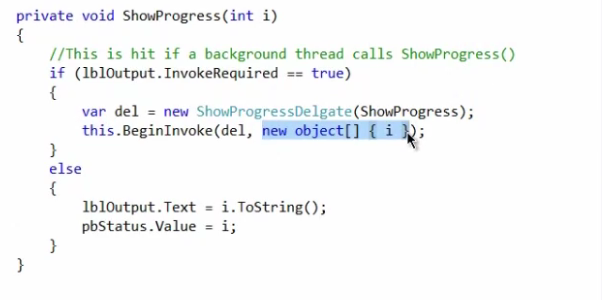 private void ShowProgress(int i)
{
//This is hit if a background thread calls ShowProgress()
if (lblOutput.InvokeRequired == true)
{
var del = new ShowProgressDelgate(ShowProgress);
this.BeginInvoke(del, new object[] { i });
}
else
{
lblOutput.Text = i.ToString();
pbStatus.Value = i;
}
}